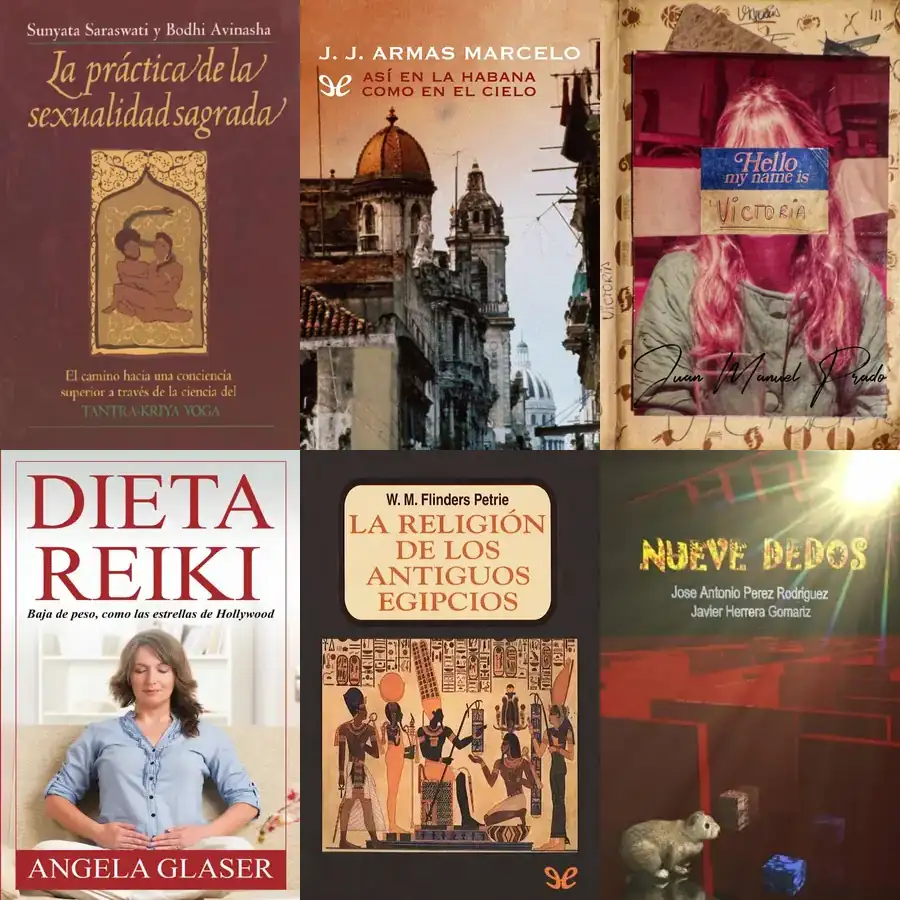 Sunyata Saraswati y Bodhi Avinasha
La práctica de la
sexualidad sagrada
El camino hacia una conciencia
superior a través de la ciencia del
TANTRA-KRIYA YOGA
J. J. ARMAS MARCELO
ASÍ EN LA HABANA
COMO EN EL CIELO
Hello
my name is
VICTORIA
VICTORIA
Juan Manuel Prado
DIETA
REIKI
Baja de peso, como las estrellas de Hollywood
ANGELA GLASER
W. M. Flinders Petrie
LA RELIGIÓN
DE LOS
ANTIGUOS
EGIPCIOS
NUEVE DEDOS
Jose Antonio Perez Rodriguez
Javier Herrera Gomariz